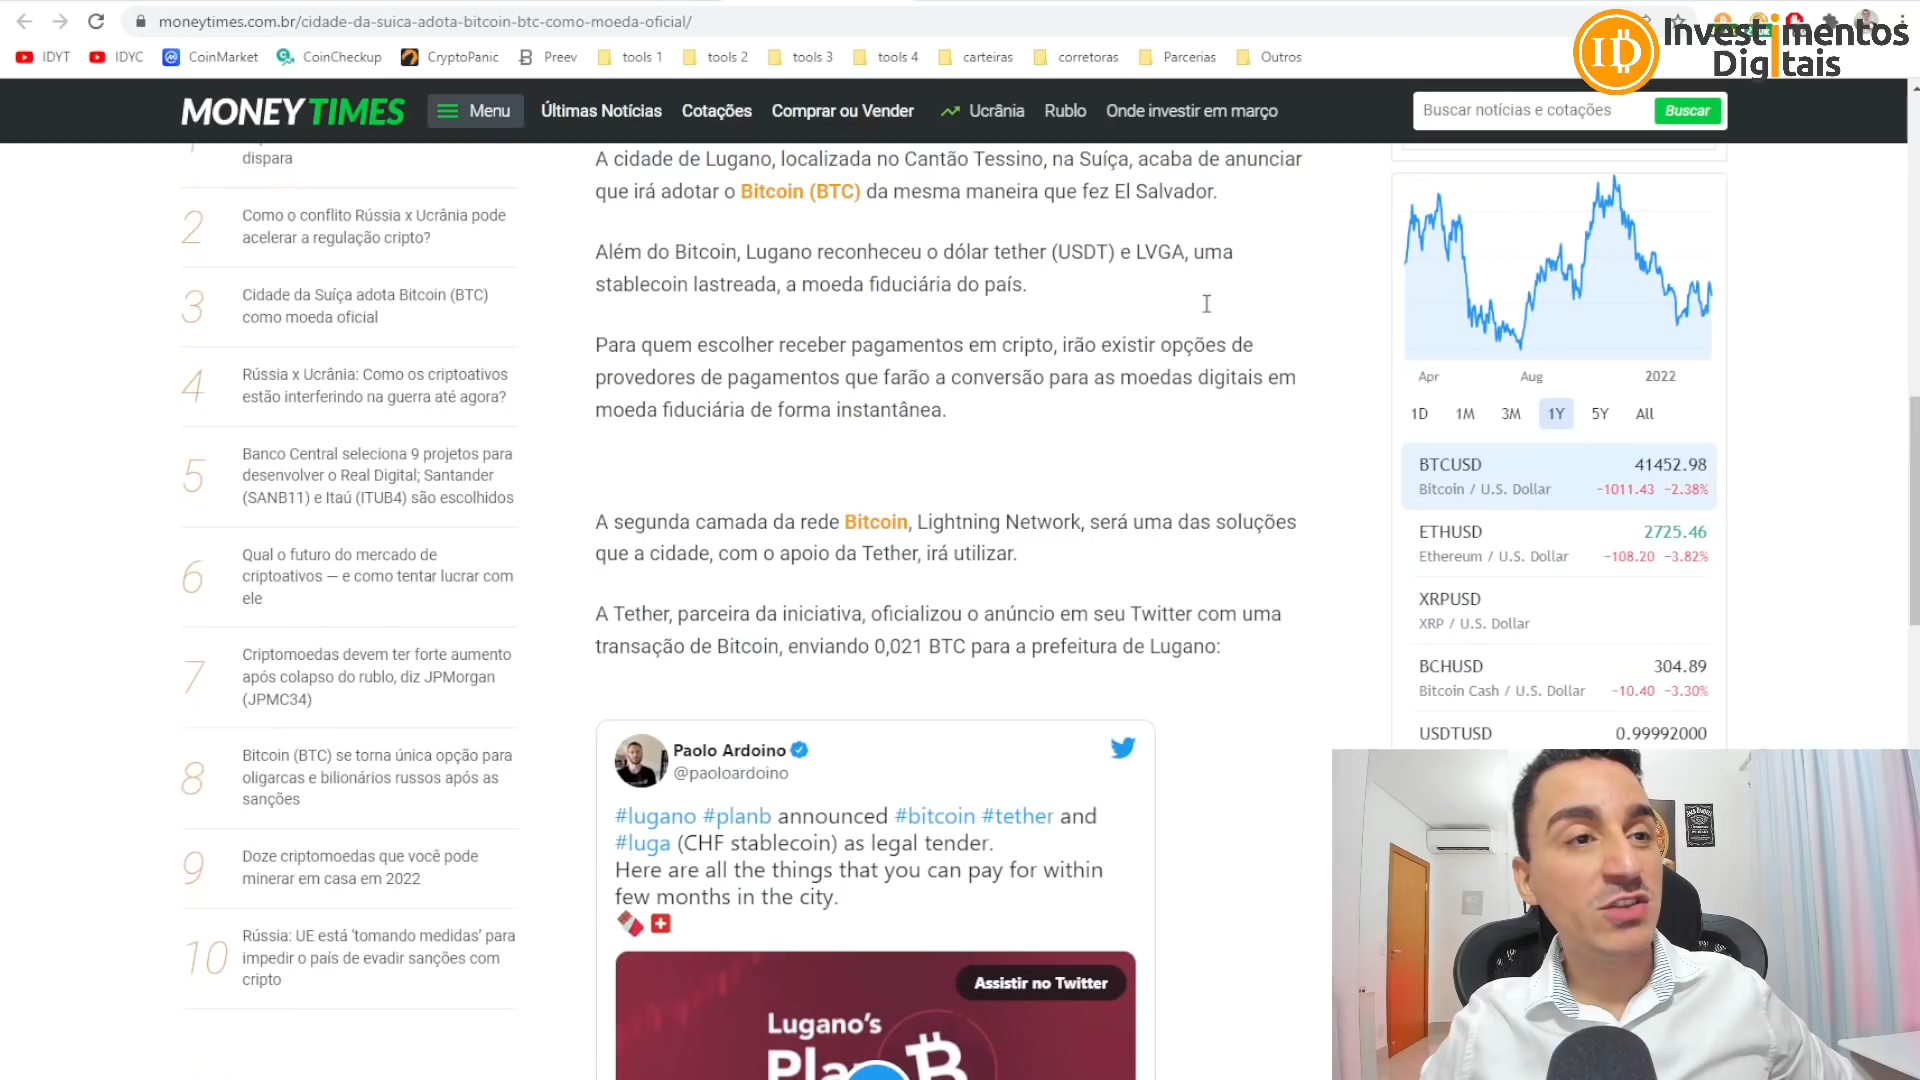 moneytimes.com.br/cidade-da-suica-adota-bitcoin-btc-como-moeda-oficial/
IDYT
IDYC
CoinMarket
CoinCheckup
CryptoPanic
Preev
tools 1
tools 2
tools 3
tools 4
carteiras
corretoras
Parcerias
Outros
Investimentos
Digitais
MONEY TIMES
Menu
Últimas Notícias
Cotações
Comprar ou Vender
Ucrânia
Rublo
Onde investir em março
Buscar notícias e cotações
Buscar
dispara
2
Como o conflito Rússia x Ucrânia pode
acelerar a regulação cripto?
3
Cidade da Suíça adota Bitcoin (BTC)
como moeda oficial
4
Rússia x Ucrânia: Como os criptoativos
estão interferindo na guerra até agora?
5
Banco Central seleciona 9 projetos para
desenvolver o Real Digital; Santander
(SANB11) e Itaú (ITUB4) são escolhidos
6
Qual o futuro do mercado de
criptoativos — e como tentar lucrar com
ele
7
Criptomoedas devem ter forte aumento
após colapso do rublo, diz JPMorgan
(JPMC34)
8
Bitcoin (BTC) se torna única opção para
oligarcas e bilionários russos após as
sanções
9
Doze criptomoedas que você pode
minerar em casa em 2022
10
Rússia: UE está 'tomando medidas' para
impedir o país de evadir sanções com
cripto
A cidade de Lugano, localizada no Cantão Tessino, na Suíça, acaba de anunciar
que irá adotar o Bitcoin (BTC) da mesma maneira que fez El Salvador.
Além do Bitcoin, Lugano reconheceu o dólar tether (USDT) e LVGA, uma
stablecoin lastreada, a moeda fiduciária do país.
Para quem escolher receber pagamentos em cripto, irão existir opções de
provedores de pagamentos que farão a conversão para as moedas digitais em
moeda fiduciária de forma instantânea.
A segunda camada da rede Bitcoin, Lightning Network, será uma das soluções
que a cidade, com o apoio da Tether, irá utilizar.
A Tether, parceira da iniciativa, oficializou o anúncio em seu Twitter com uma
transação de Bitcoin, enviando 0,021 BTC para a prefeitura de Lugano:
Paolo Ardoino
@paoloardoino
#lugano #planb announced #bitcoin #tether and
#luga (CHF stablecoin) as legal tender.
Here are all the things that you can pay for within
few months in the city.
Assistir no Twitter
Lugano's
Plan
Apr
Aug
2022
1D
1M
3M
1Y
5Y
All
BTCUSD
41452.98
Bitcoin / U.S. Dollar
−1011.43 −2.38%
ETHUSD
2725.46
Ethereum / U.S. Dollar
−108.20 −3.82%
XRPUSD
XRP / U.S. Dollar
BCHUSD
304.89
Bitcoin Cash / U.S. Dollar
−10.40 −3.30%
USDTUSD
0.99992000